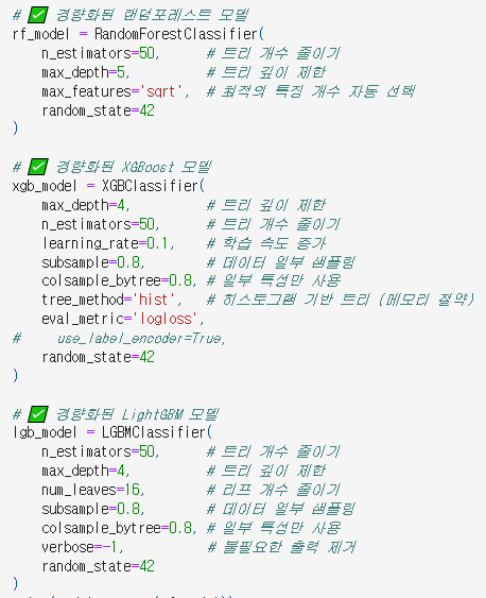 # ✅ 경량화된 랜덤포레스트 모델
rf_model = RandomForestClassifier(
    n_estimators=50,      # 트리 개수 줄이기
    max_depth=5,          # 트리 깊이 제한
    max_features='sqrt',  # 최적의 특징 개수 자동 선택
    random_state=42
)
# ✅ 경량화된 XGBoost 모델
xgb_model = XGBClassifier(
    max_depth=4,          # 트리 깊이 제한
    n_estimators=50,      # 트리 개수 줄이기
    learning_rate=0.1,    # 학습 속도 증가
    subsample=0.8,        # 데이터 일부 샘플링
    colsample_bytree=0.8, # 일부 특성만 사용
    tree_method='hist',   # 히스토그램 기반 트리 (메모리 절약)
    eval_metric='logloss',
#     use_label_encoder=True,
    random_state=42
)
# ✅ 경량화된 LightGBM 모델
lgb_model = LGBMClassifier(
    n_estimators=50,      # 트리 개수 줄이기
    max_depth=4,          # 트리 깊이 제한
    num_leaves=16,        # 리프 개수 줄이기
    subsample=0.8,        # 데이터 일부 샘플링
    colsample_bytree=0.8, # 일부 특성만 사용
    verbose=-1,           # 불필요한 출력 제거
    random_state=42
)